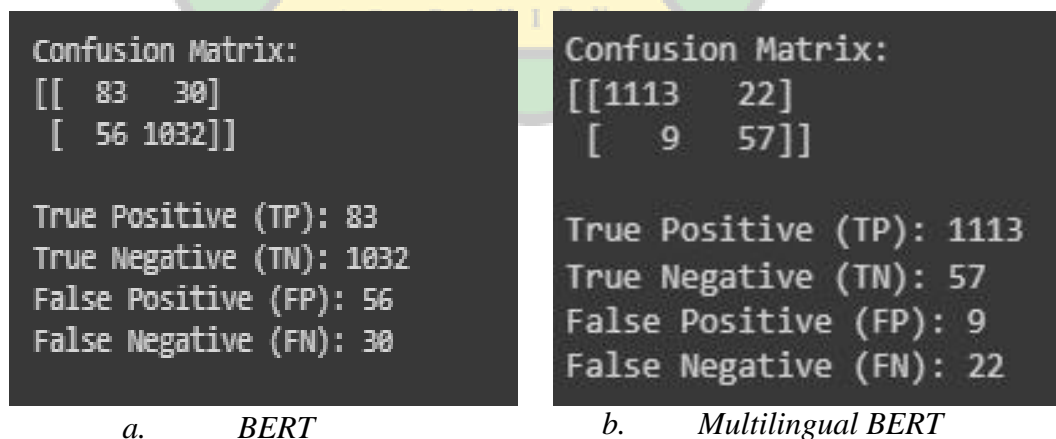 Confusion Matrix:
[[ 83 30]
[ 56 1032]]
True Positive (TP): 83
True Negative (TN): 1032
False Positive (FP): 56
False Negative (FN): 30
a. BERT
Confusion Matrix:
[[1113 22]
[ 9 57]]
True Positive (TP): 1113
True Negative (TN): 57
False Positive (FP): 9
False Negative (FN): 22
b. Multilingual BERT